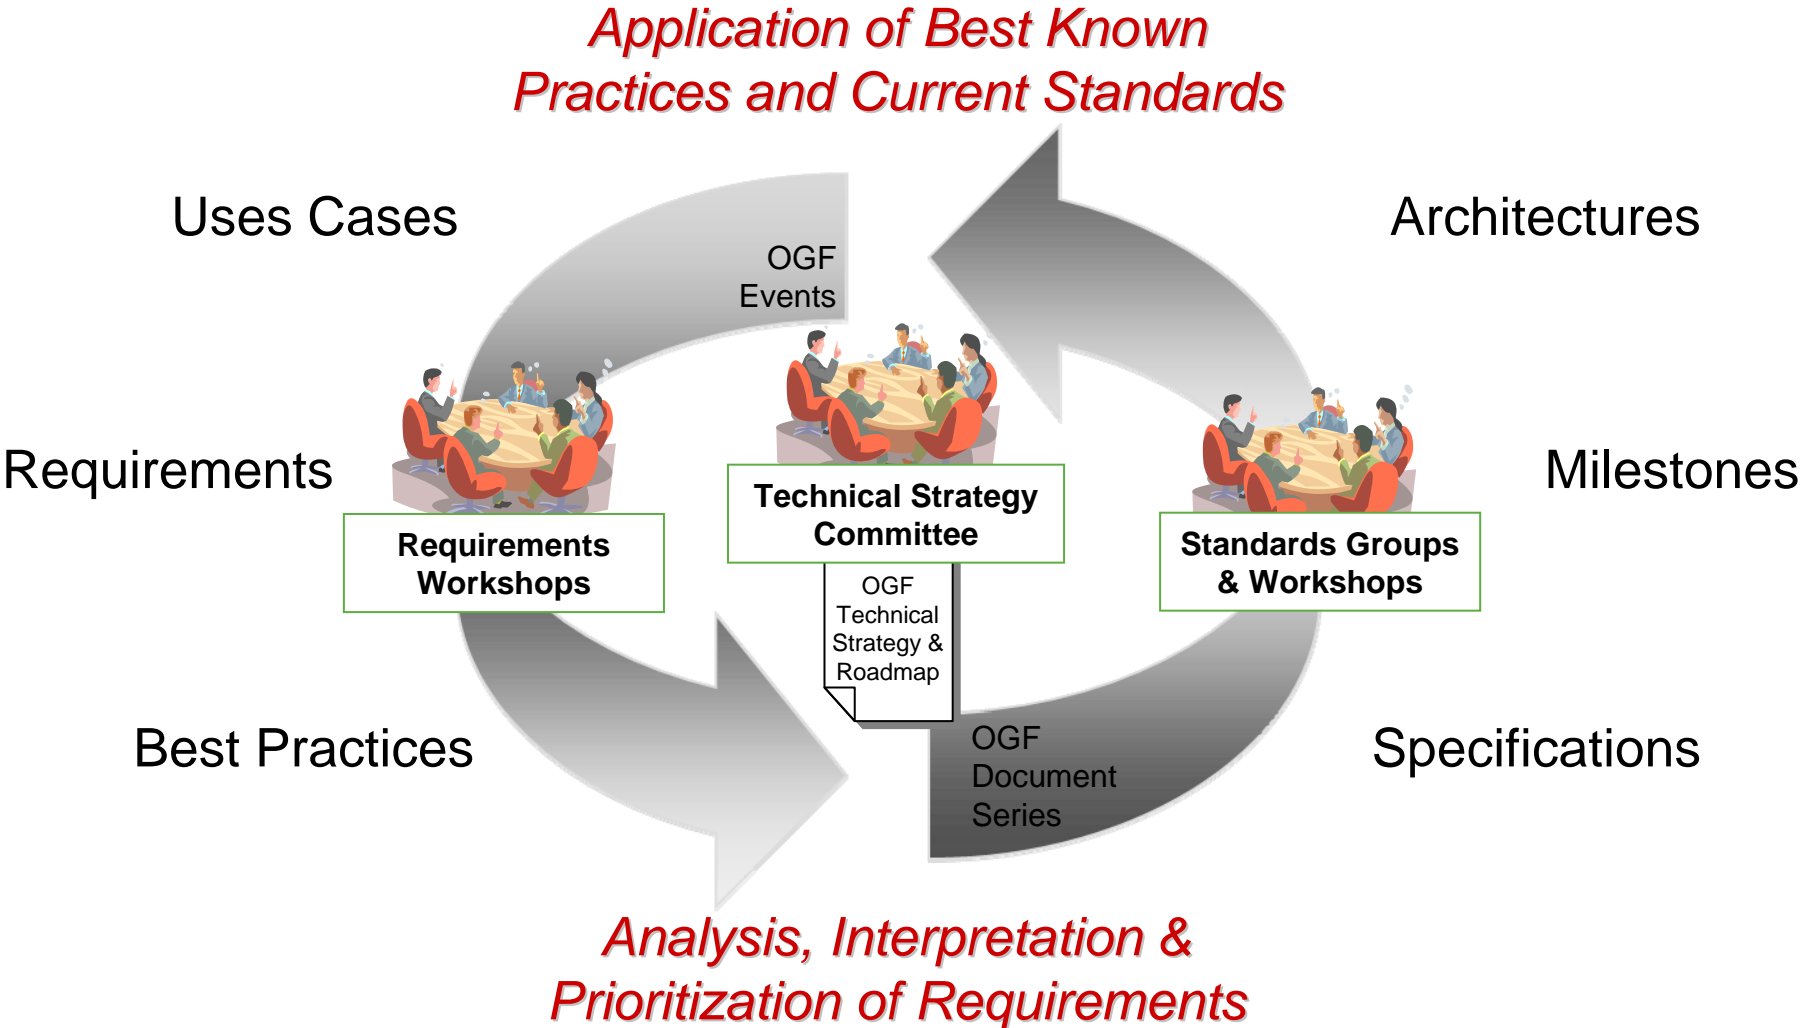 Application of Best Known
Practices and Current Standards
Uses Cases
Architectures
OGF
Events
Requirements
Milestones
Requirements
Workshops
Technical Strategy
Committee
Standards Groups
& Workshops
OGF
Technical
Strategy &
Roadmap
Best Practices
OGF
Document
Series
Specifications
Analysis, Interpretation &
Prioritization of Requirements